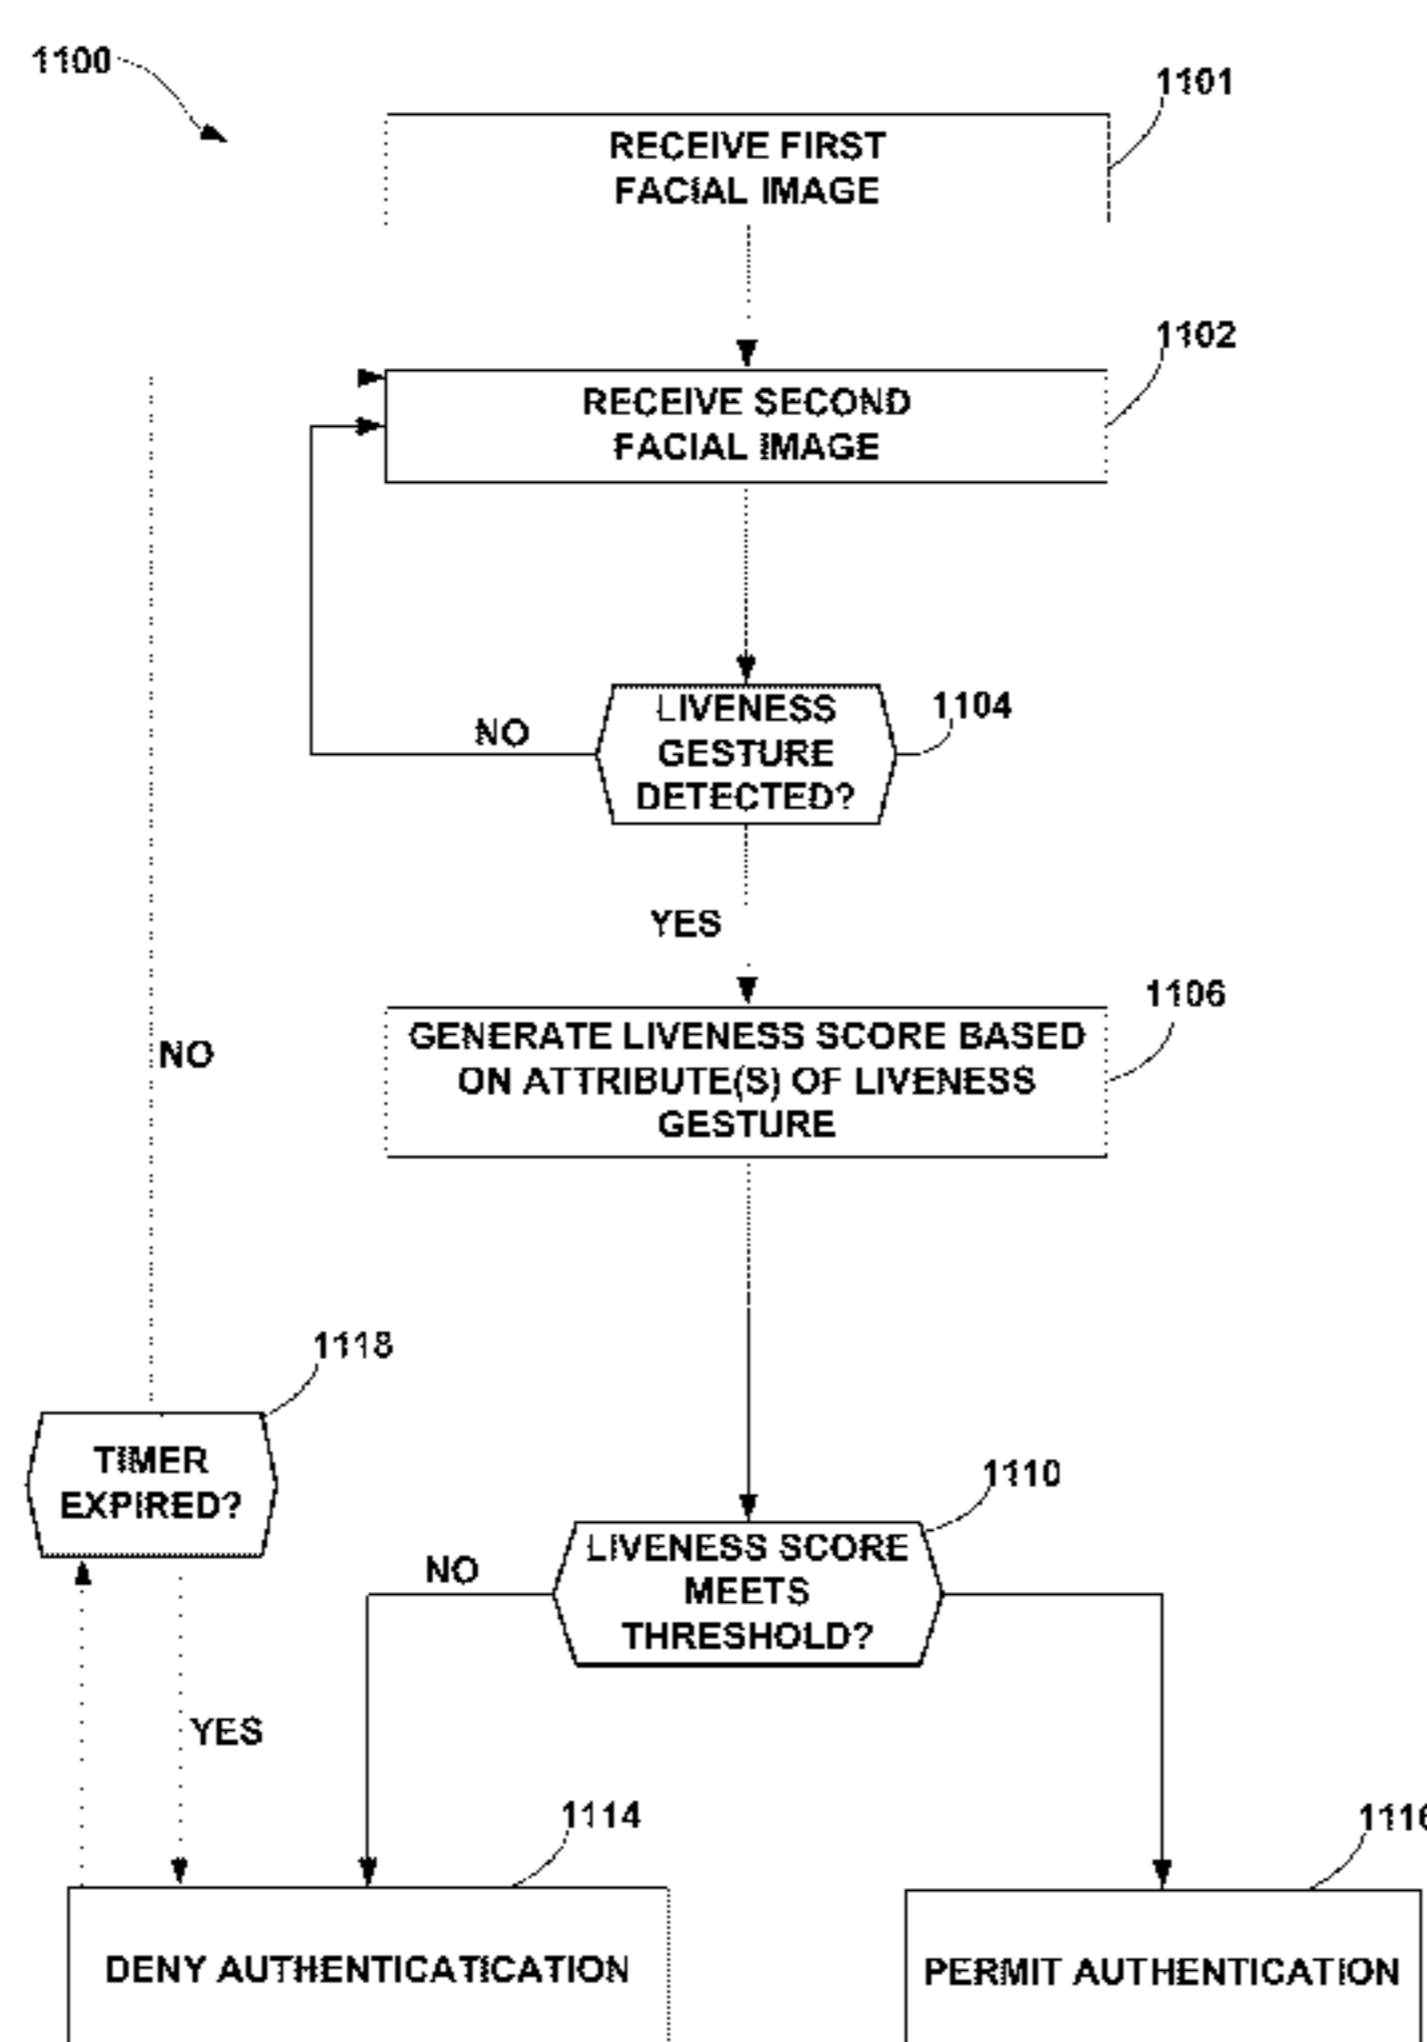 1100
1101
RECEIVE FIRST
FACIAL IMAGE
1102
RECEIVE SECOND
FACIAL IMAGE
1104
LIVENESS
GESTURE
DETECTED?
NO
YES
1106
GENERATE LIVENESS SCORE BASED
ON ATTRIBUTE(S) OF LIVENESS
GESTURE
NO
1118
TIMER
EXPIRED?
1110
LIVENESS SCORE
MEETS
THRESHOLD?
NO
YES
1114
1116
DENY AUTHENTICATICATION
PERMIT AUTHENTICATION